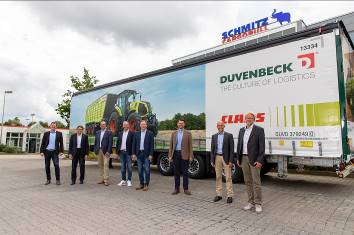 SCHMITZ
CARGOBULL
13334
DUVENBECK
THE CULTURE OF LOGISTICS
CLAAS